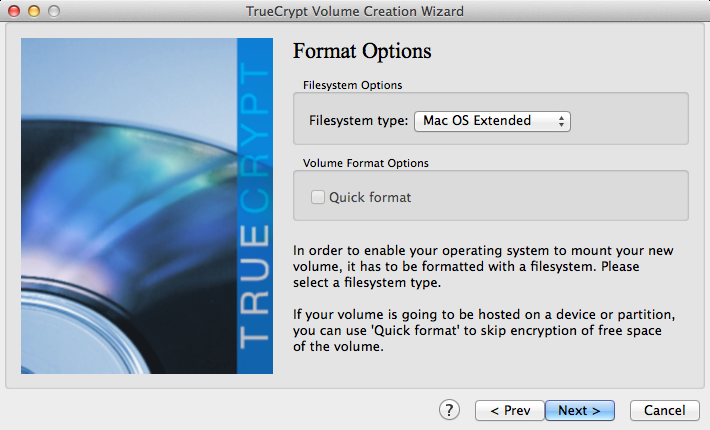 TrueCrypt Volume Creation Wizard
TRUECRYPT
Format Options
Filesystem Options
Filesystem type: Mac OS Extended
Volume Format Options
Quick format
In order to enable your operating system to mount your new
volume, it has to be formatted with a filesystem. Please
select a filesystem type.
If your volume is going to be hosted on a device or partition,
you can use 'Quick format' to skip encryption of free space
of the volume.
? < Prev Next > Cancel